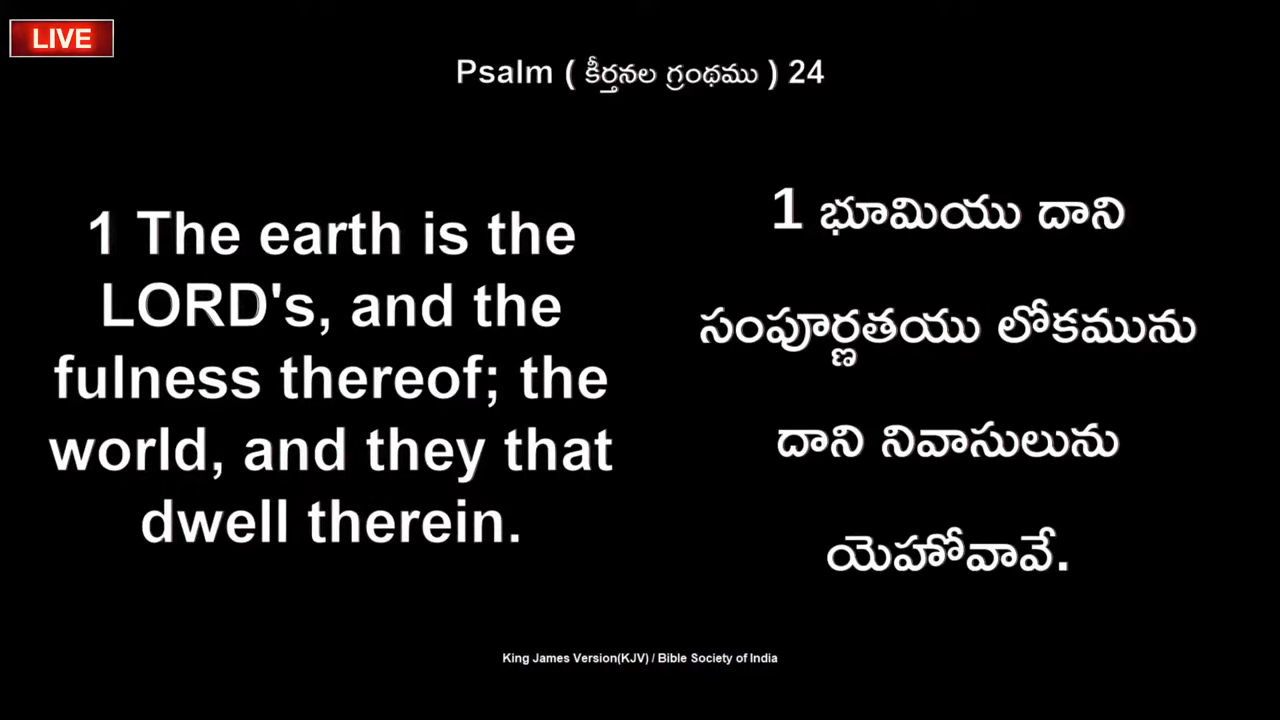 LIVE
Psalm ( కీర్తనల గ్రంథము ) 24
1 The earth is the
LORD's, and the
fulness thereof; the
world, and they that
dwell therein.
1 భూమియు దాని
సంపూర్ణతయు లోకమును
దాని నివాసులును
యెహోవావే.
King James Version(KJV) / Bible Society of India